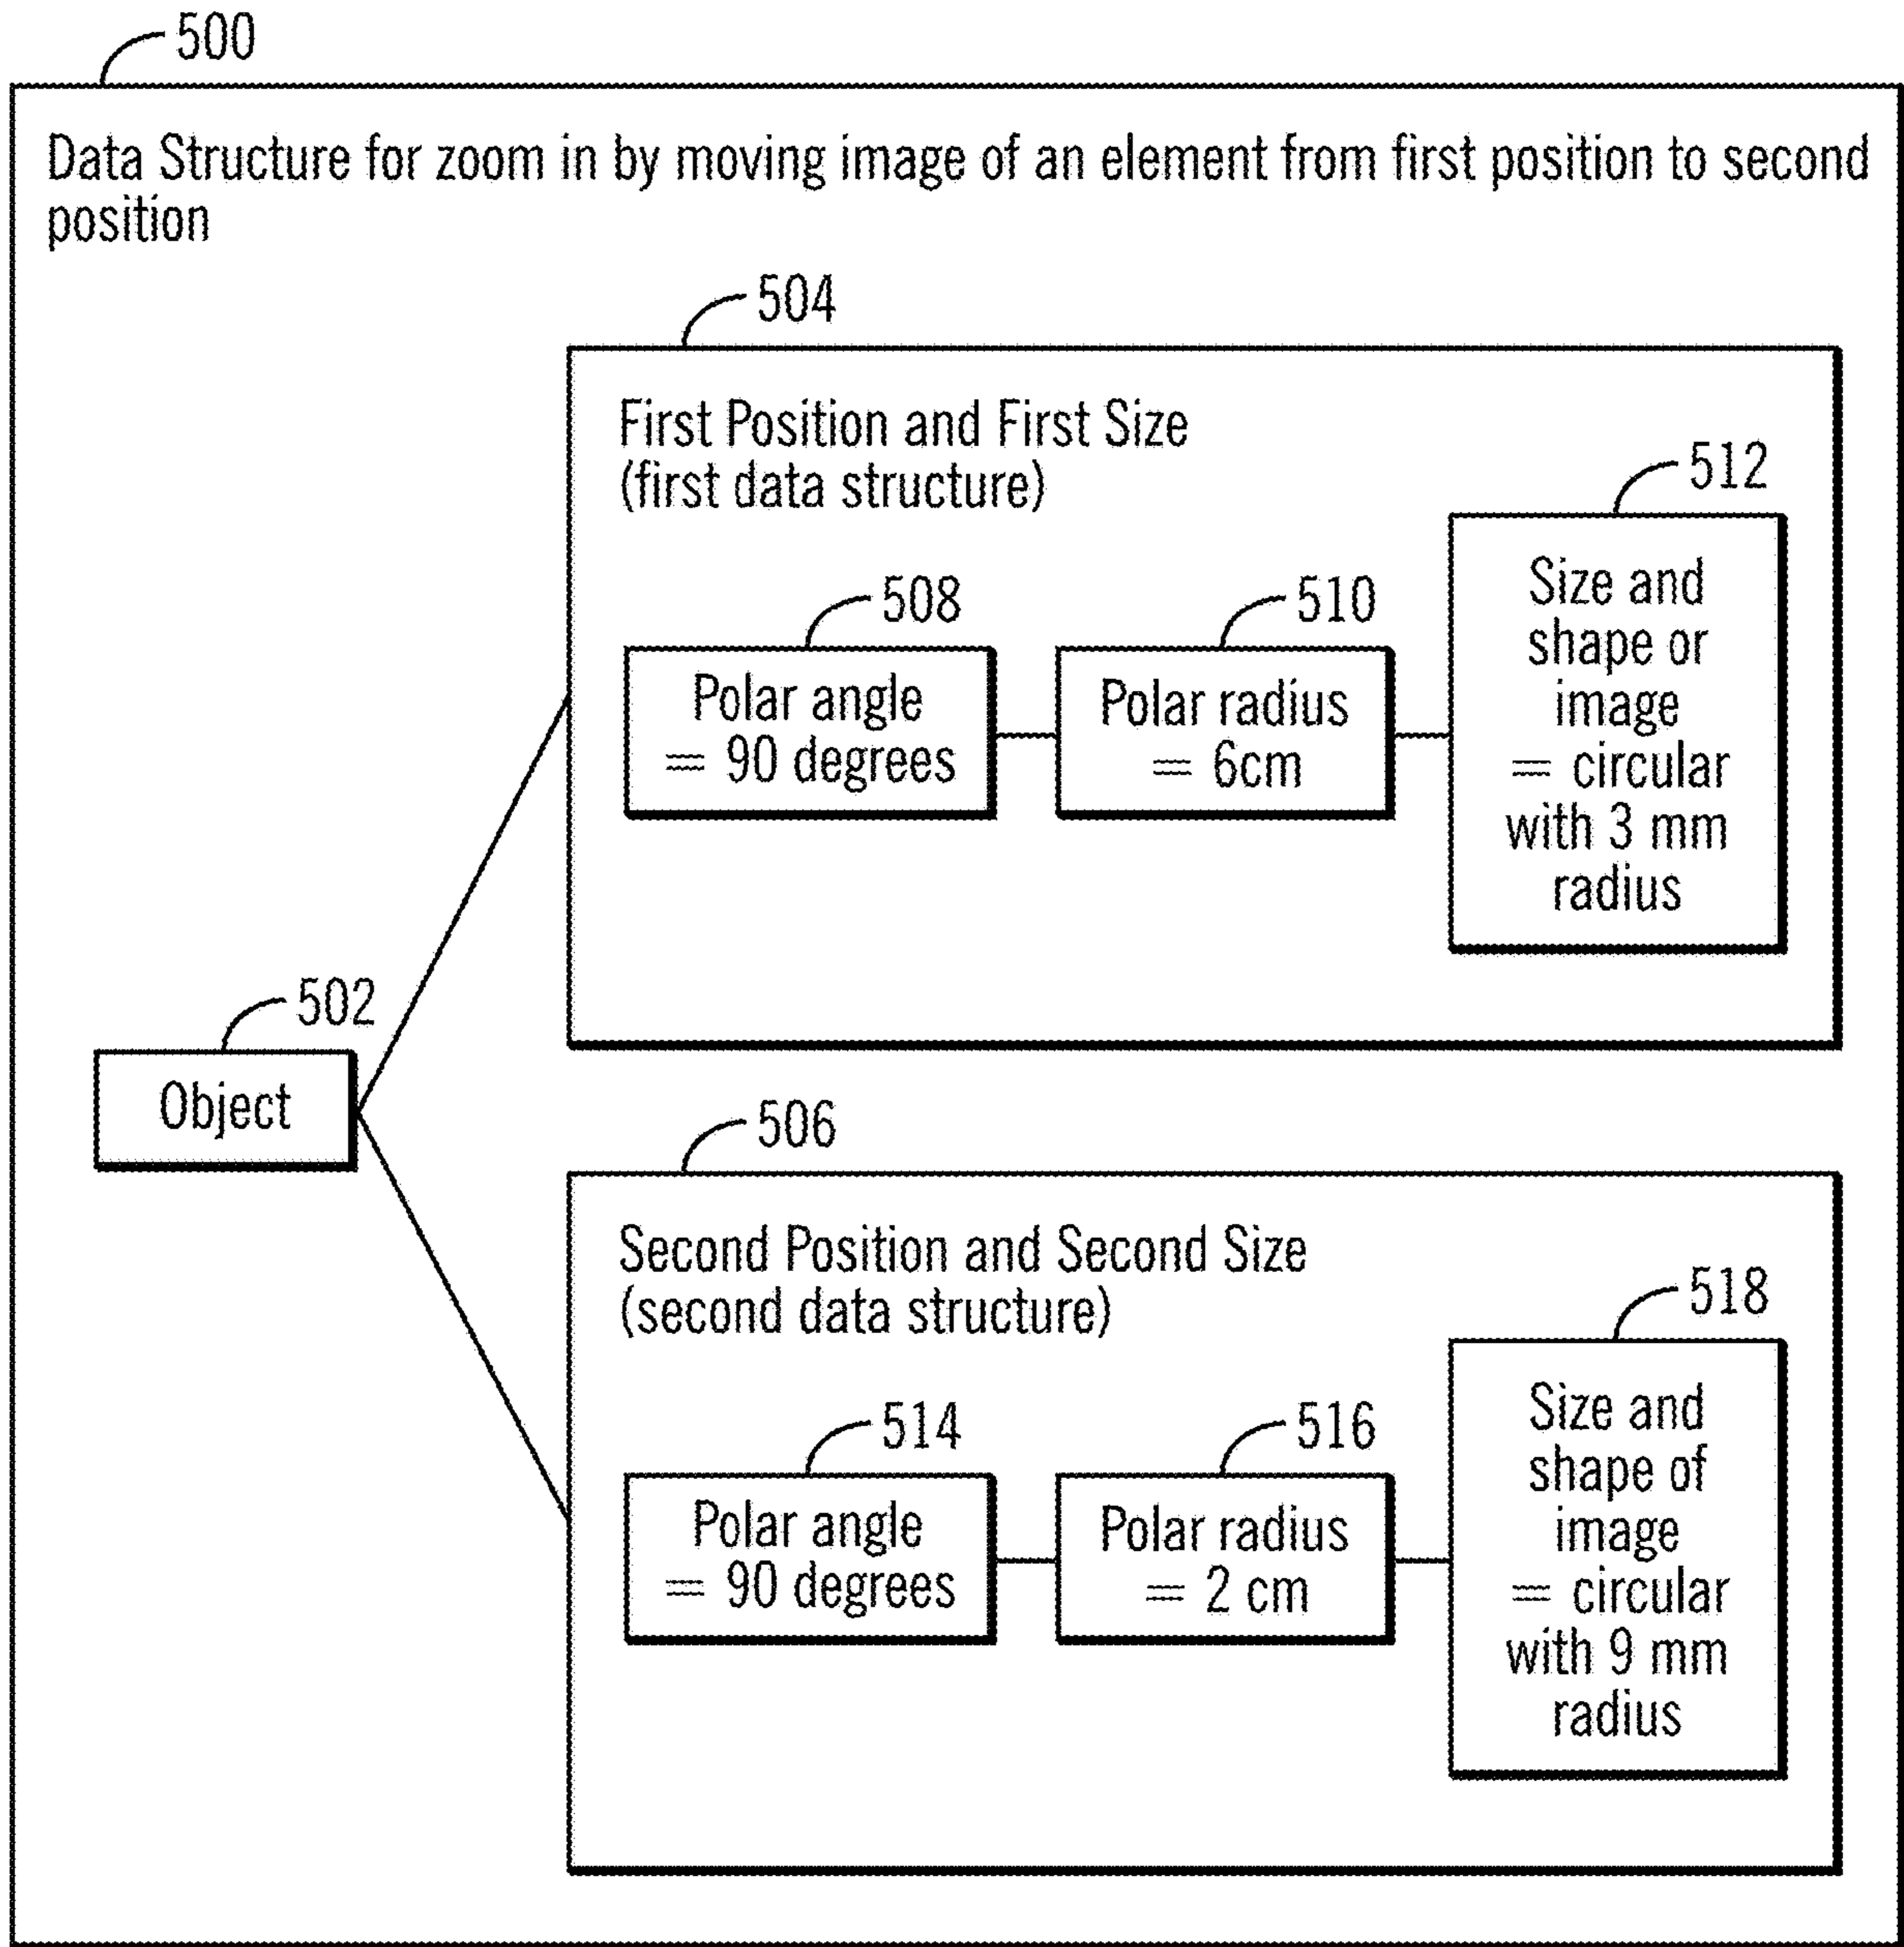 500
Data Structure for zoom in by moving image of an element from first position to second
position
504
First Position and First Size
(first data structure)
512
Size and
shape or
image
= circular
with 3 mm
radius
508
Polar angle
= 90 degrees
510
Polar radius
= 6cm
502
Object
506
Second Position and Second Size
(second data structure)
518
Size and
shape of
image
= circular
with 9 mm
radius
514
Polar angle
= 90 degrees
516
Polar radius
= 2 cm